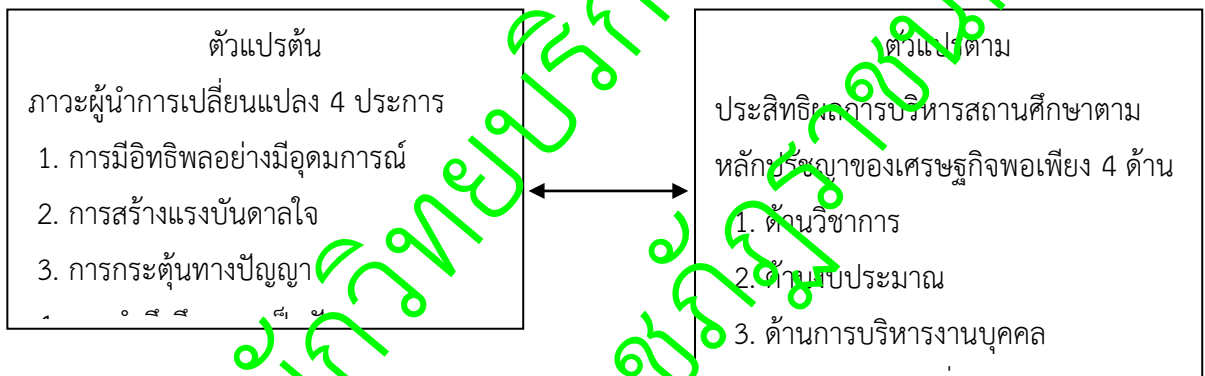 ตัวแปรต้น
ภาวะผู้นำการเปลี่ยนแปลง 4 ประการ
1. การมีอิทธิพลอย่างมีอุดมการณ์
2. การสร้างแรงบันดาลใจ
3. การกระตุ้นทางปัญญา
ตัวแปรตาม
ประสิทธิผลการบริหารสถานศึกษาตาม
หลักปรัชญาของเศรษฐกิจพอเพียง 4 ด้าน
1. ด้านวิชาการ
2. ด้านงบประมาณ
3. ด้านการบริหารงานบุคคล